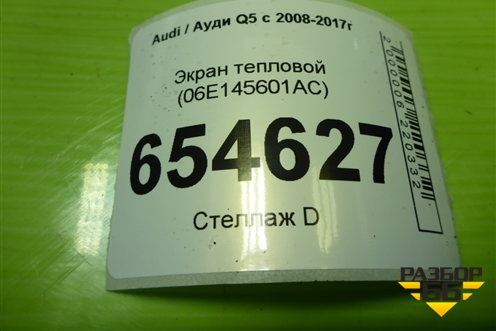 Audi / Ауди Q5 с 2008-2017г
Экран тепловой
(06E145601AC)
654627
Стеллаж D
2000006220332
РАЗБОР
66